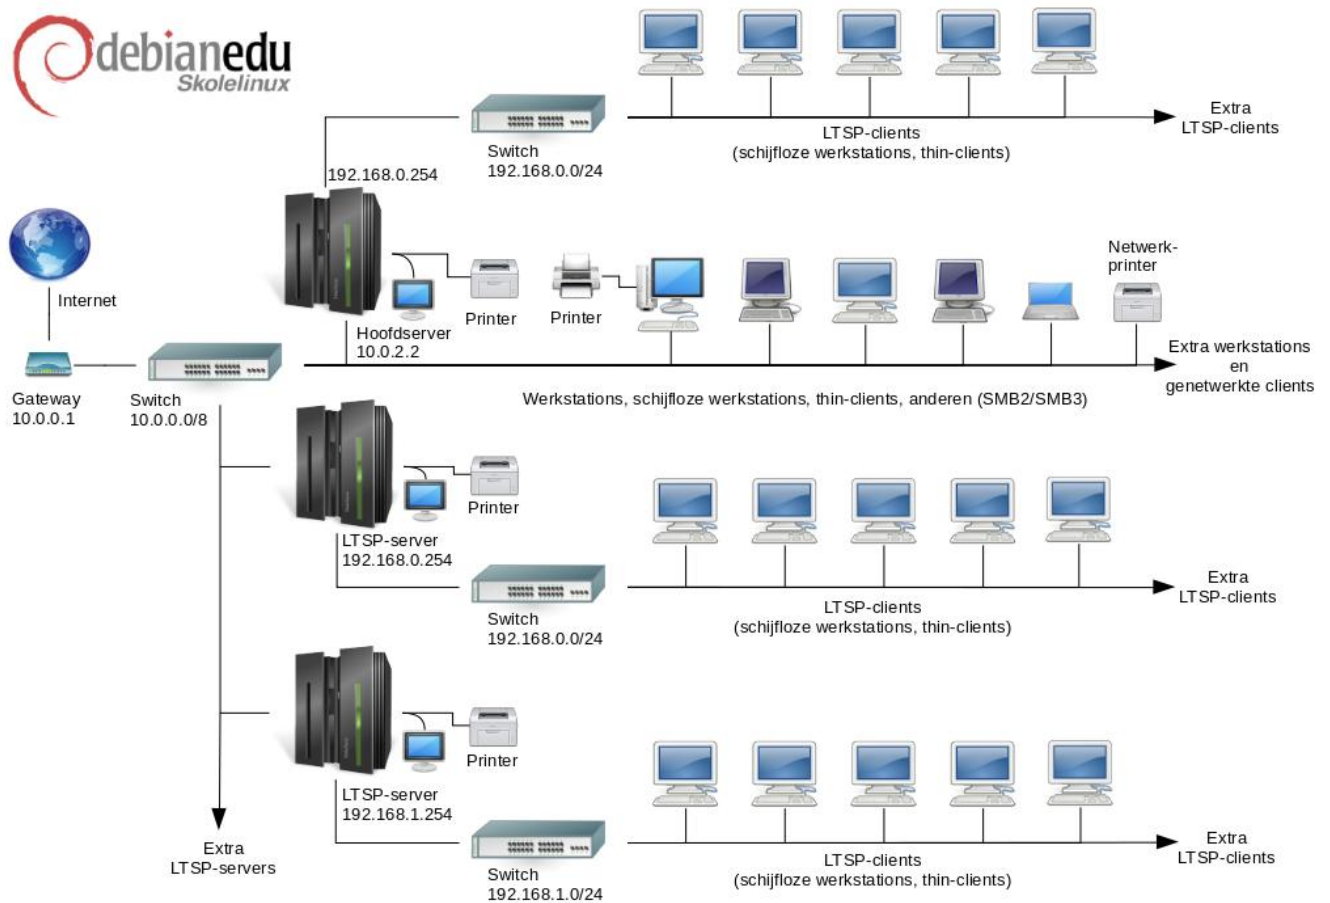 debianedu
Skolelinux
Extra
LTSP-clients
LTSP-clients
(schijfloze werkstations, thin-clients)
Switch
192.168.0.0/24
192.168.0.254
Internet
Printer
Printer
Netwerk-
printer
Hoofdserver
10.0.2.2
Gateway
10.0.0.1
Switch
10.0.0.0/8
Extra werkstations
en
genetwerkte clients
Werkstations, schijfloze werkstations, thin-clients, anderen (SMB2/SMB3)
Printer
LTSP-server
192.168.0.254
Switch
192.168.0.0/24
LTSP-clients
(schijfloze werkstations, thin-clients)
Extra
LTSP-clients
Printer
LTSP-server
192.168.1.254
Extra
LTSP-servers
Switch
192.168.1.0/24
LTSP-clients
(schijfloze werkstations, thin-clients)
Extra
LTSP-clients